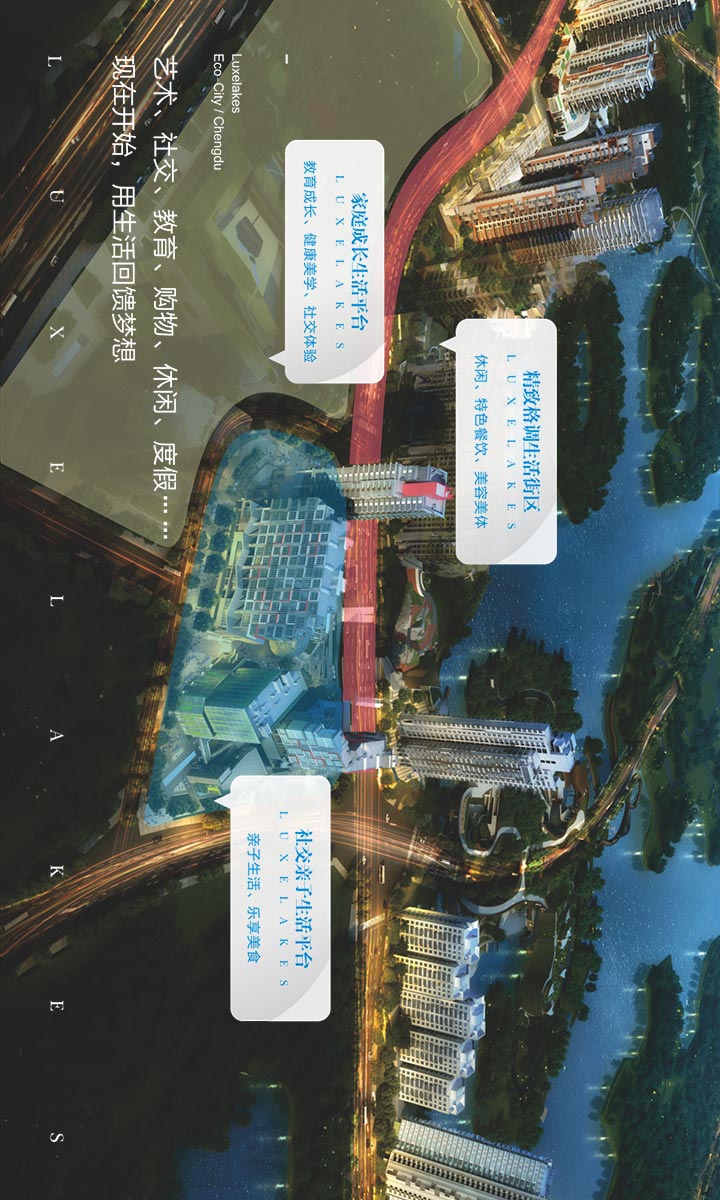 Luxelakes
Eco-City / Chengdu
艺术、社交、教育、购物、休闲、度假……
现在开始，用生活回馈梦想
家庭成长生活平台
LUXELAKES
教育成长、健康美学、社交体验
精致格调生活街区
LUXELAKES
休闲、特色餐饮、美容美体
社交亲子生活平台
LUXELAKES
亲子生活、乐享美食
LUXELAKES